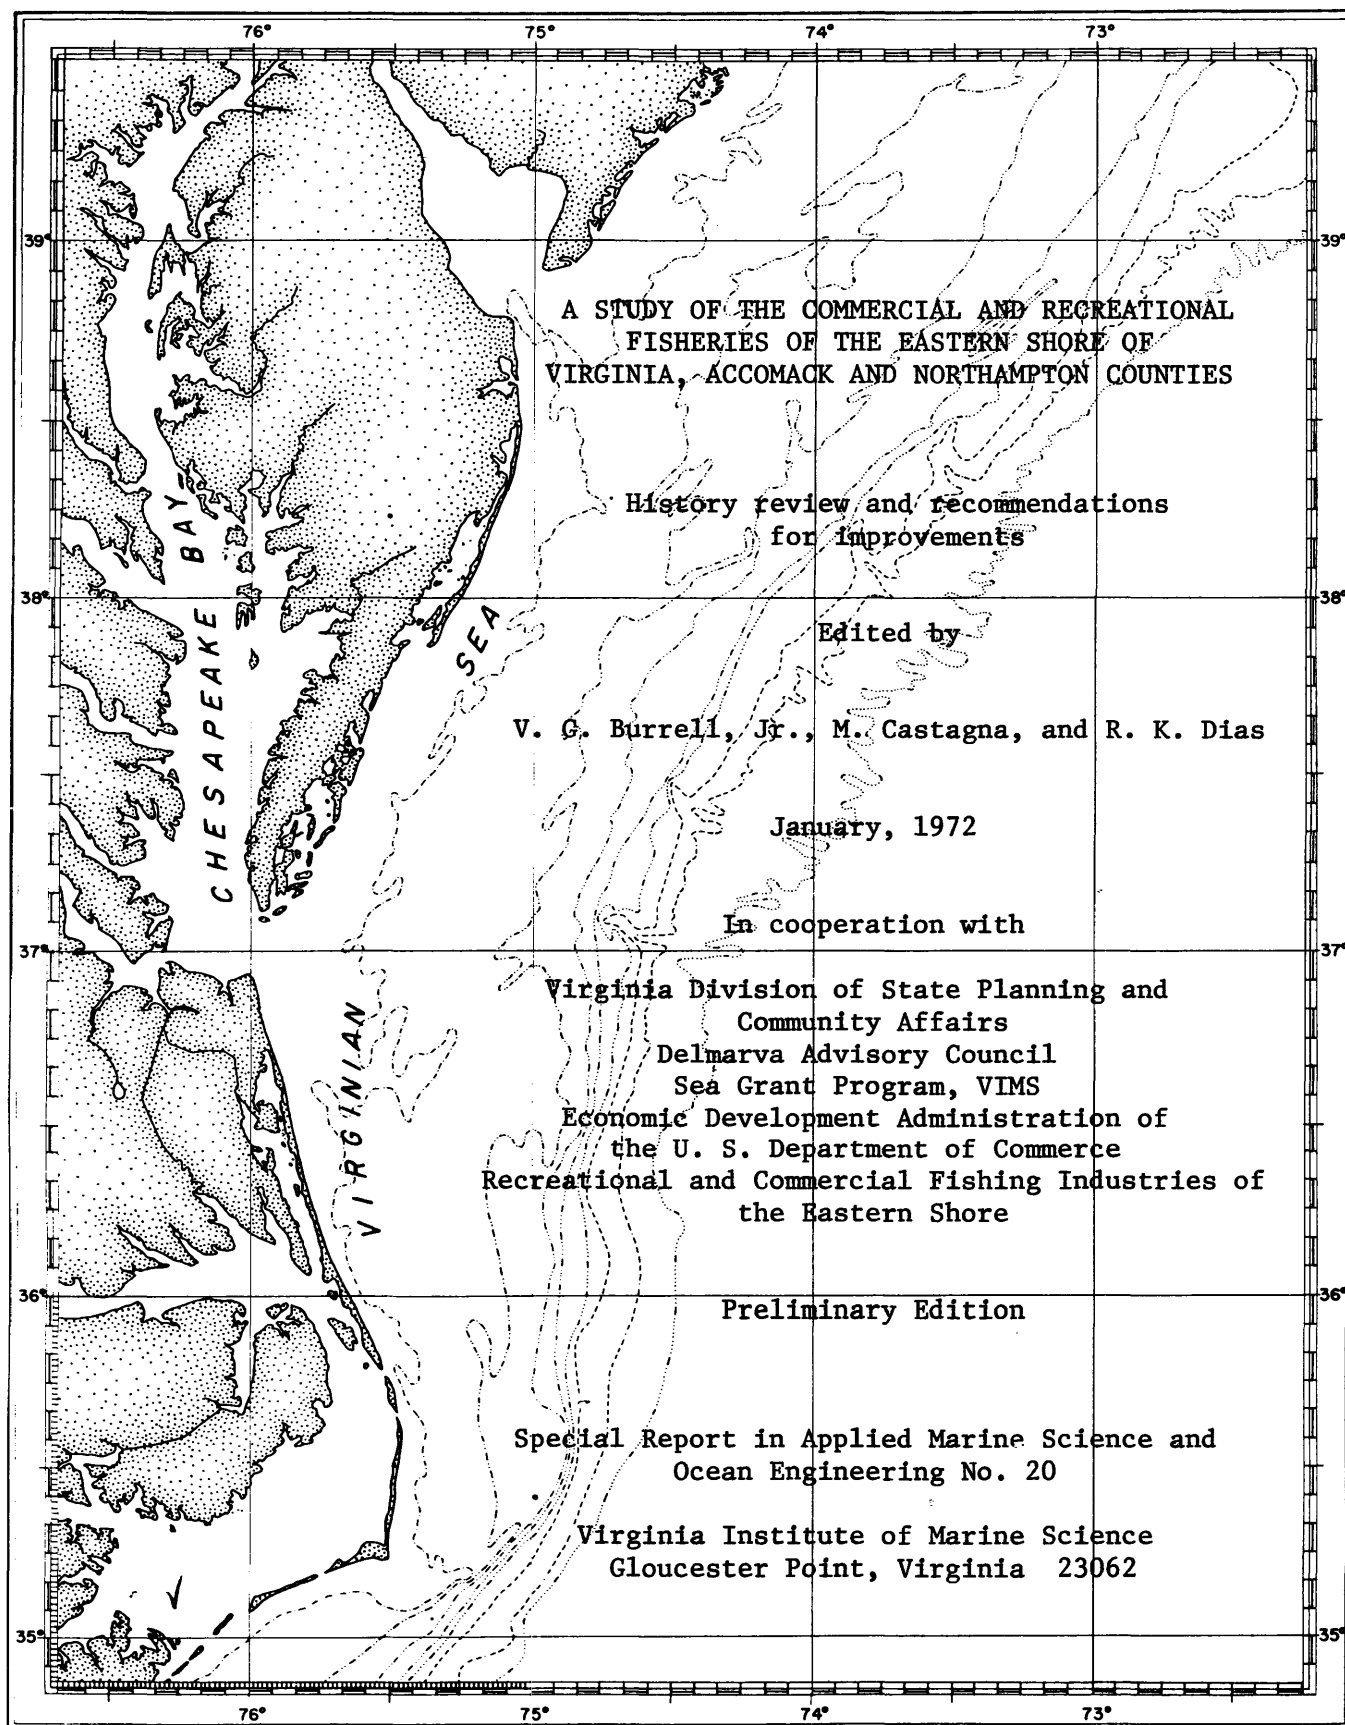 76° 75° 74° 73°
39° 39°
A STUDY OF THE COMMERCIAL AND RECREATIONAL
FISHERIES OF THE EASTERN SHORE OF
VIRGINIA, ACCOMACK AND NORTHAMPTON COUNTIES
History review and recommendations
for improvements
CHESAPEAKE BAY
38° 38°
VIRGINIAN SEA
Edited by
V. G. Burrell, Jr., M. Castagna, and R. K. Dias
January, 1972
In cooperation with
37° 37°
Virginia Division of State Planning and
Community Affairs
Delmarva Advisory Council
Sea Grant Program, VIMS
Economic Development Administration of
the U. S. Department of Commerce
Recreational and Commercial Fishing Industries of
the Eastern Shore
36° 36°
Preliminary Edition
Special Report in Applied Marine Science and
Ocean Engineering No. 20
Virginia Institute of Marine Science
Gloucester Point, Virginia 23062
35° 35°
76° 75° 74° 73°